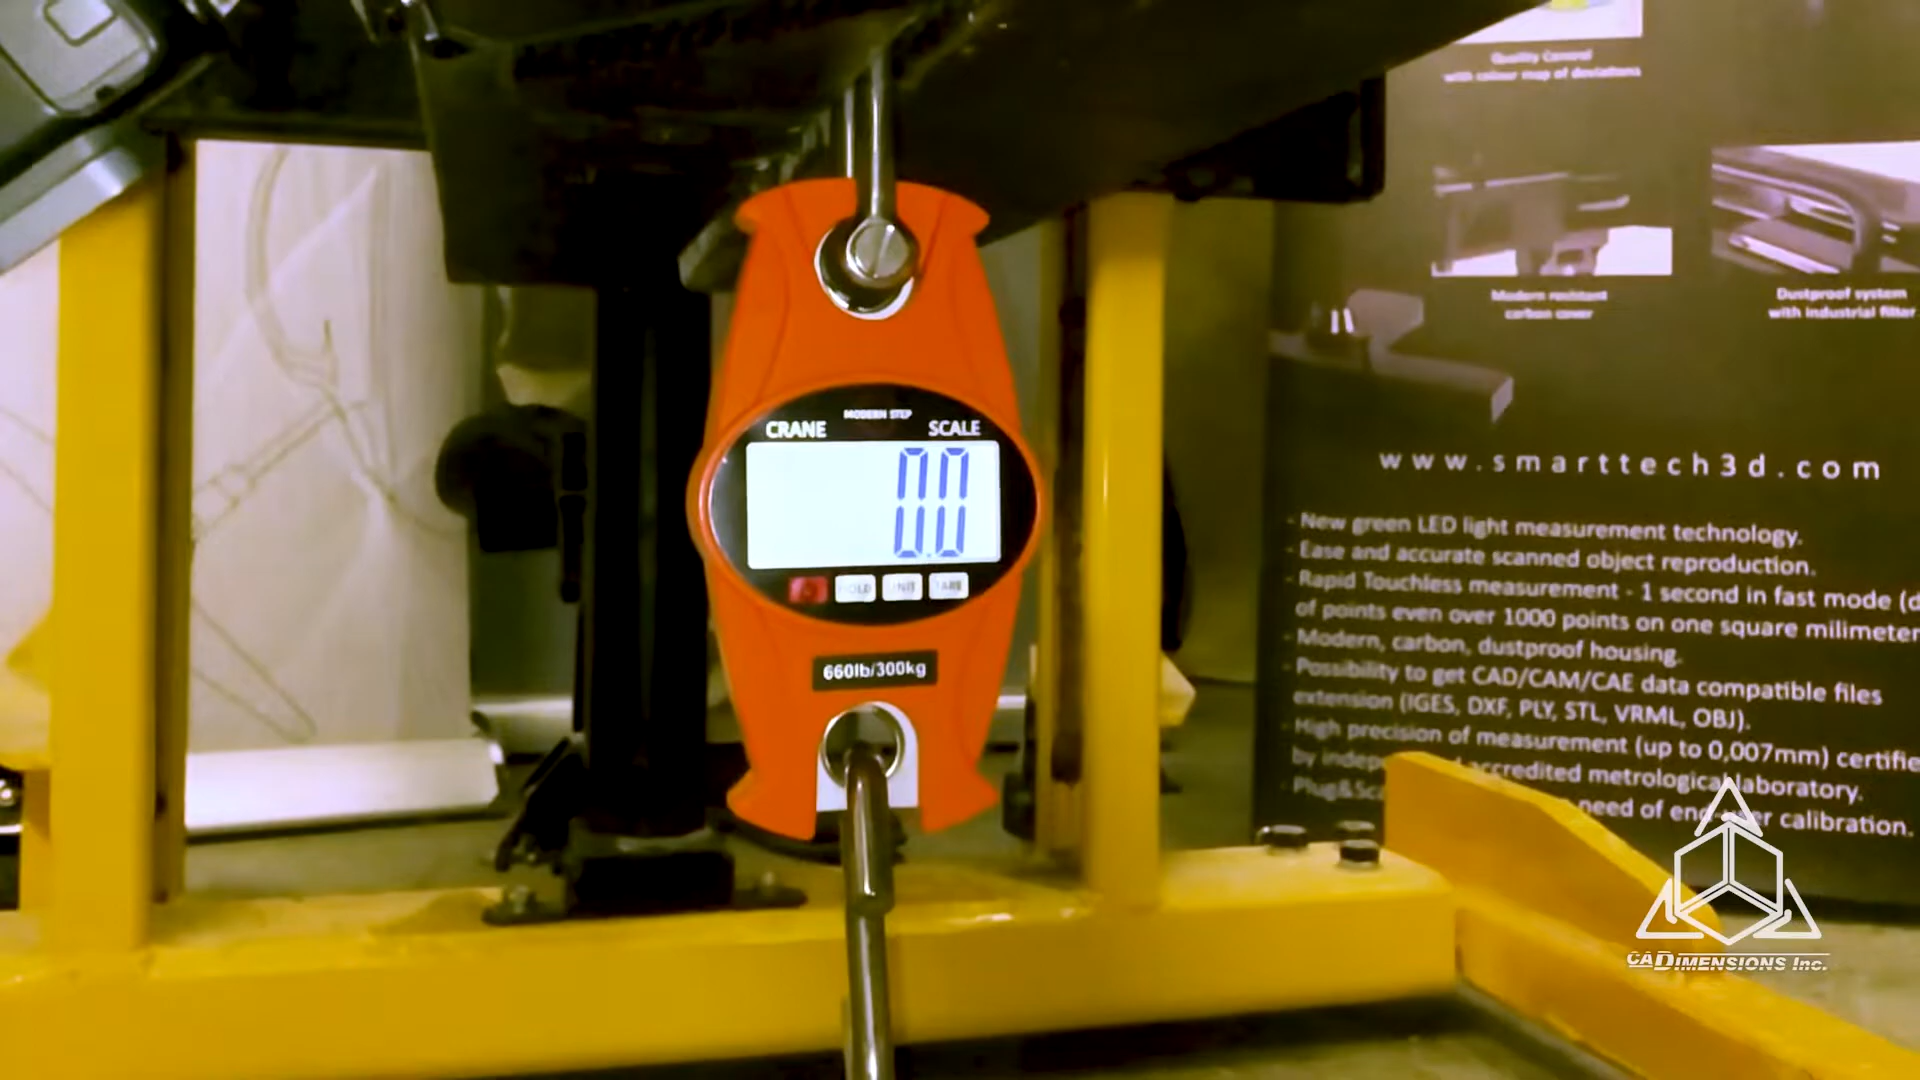 Quality Control
with colour map of deviations
Modern resistant
carbon cover
Dustproof system
with industrial filter
MODERN STEP
CRANE SCALE
0.0
HOLD UNIT TARE
660lb/300kg
www.smarttech3d.com
- New green LED light measurement technology.
- Ease and accurate scanned object reproduction.
- Rapid Touchless measurement - 1 second in fast mode (d
of points even over 1000 points on one square milimeter
- Modern, carbon, dustproof housing.
- Possibility to get CAD/CAM/CAE data compatible files
extension (IGES, DXF, PLY, STL, VRML, OBJ).
- High precision of measurement (up to 0,007mm) certifie
by accredited metrological laboratory.
need of end calibration.
CADIMENSIONS Inc.